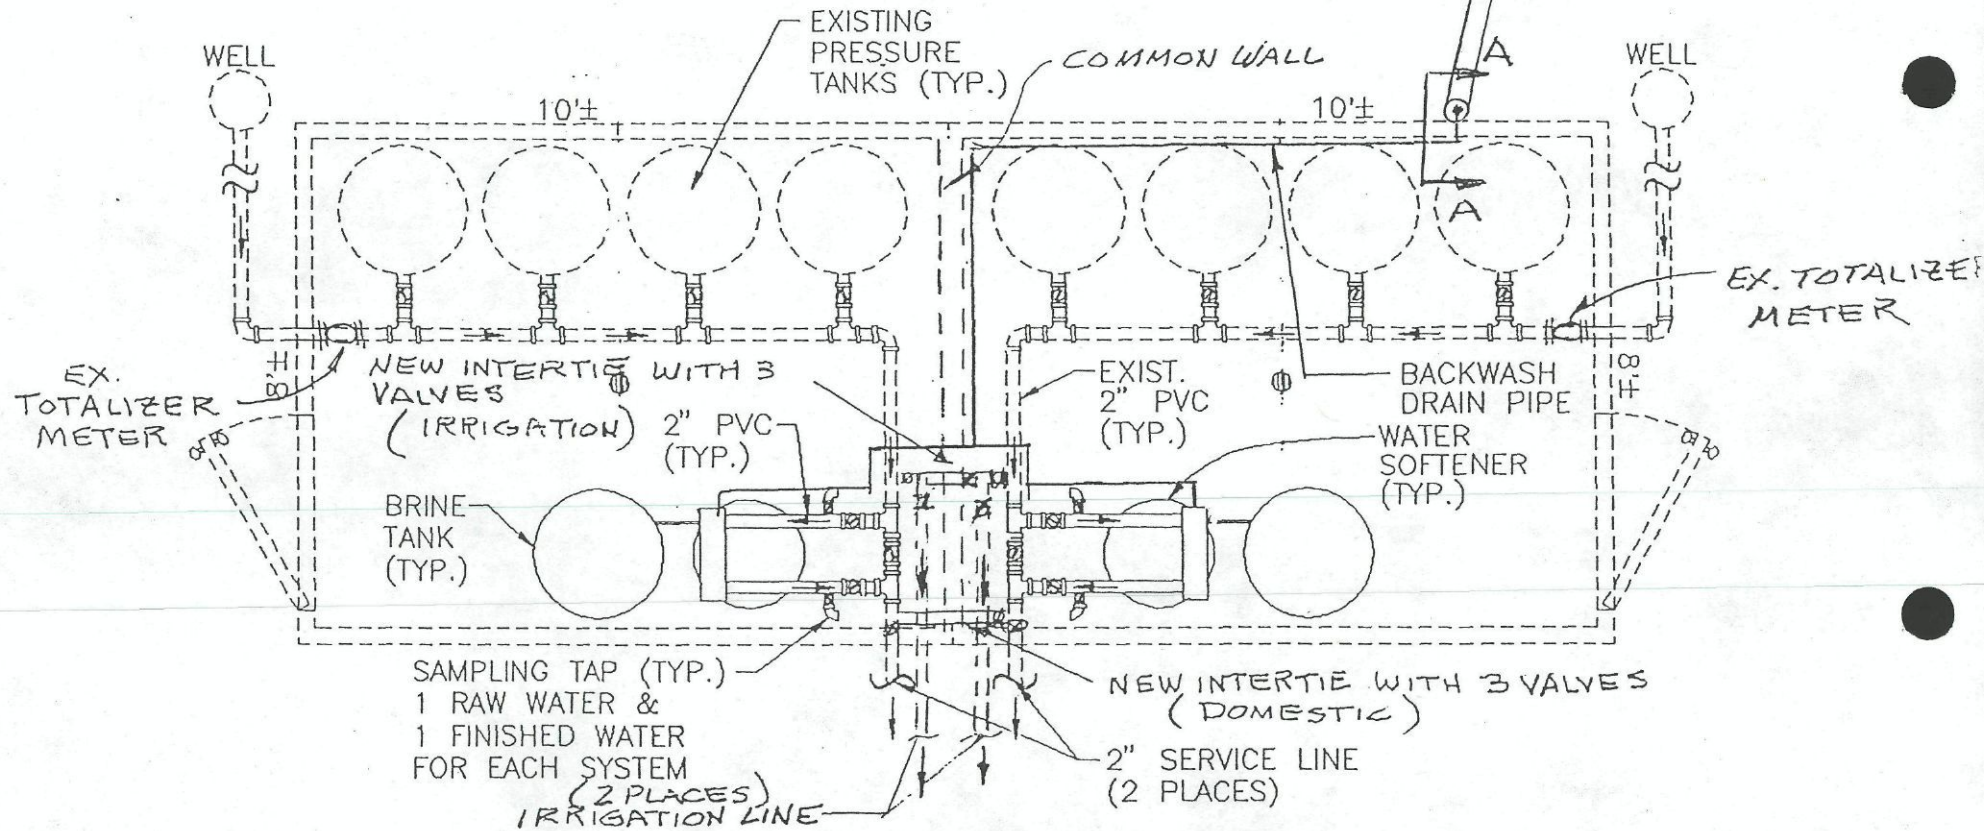 WELL
EXISTING
PRESSURE
TANKS (TYP.)
COMMON WALL
A
WELL
10'±
10'±
A
EX. TOTALIZE
METER
8'±
8'±
EX.
TOTALIZER
METER
NEW INTERTIE WITH 3
VALVES
(IRRIGATION)
2" PVC
(TYP.)
EXIST.
2" PVC
(TYP.)
BACKWASH
DRAIN PIPE
WATER
SOFTENER
(TYP.)
BRINE
TANK
(TYP.)
SAMPLING TAP (TYP.)
1 RAW WATER &
1 FINISHED WATER
FOR EACH SYSTEM
(2 PLACES)
IRRIGATION LINE
NEW INTERTIE WITH 3 VALVES
(DOMESTIC)
2" SERVICE LINE
(2 PLACES)